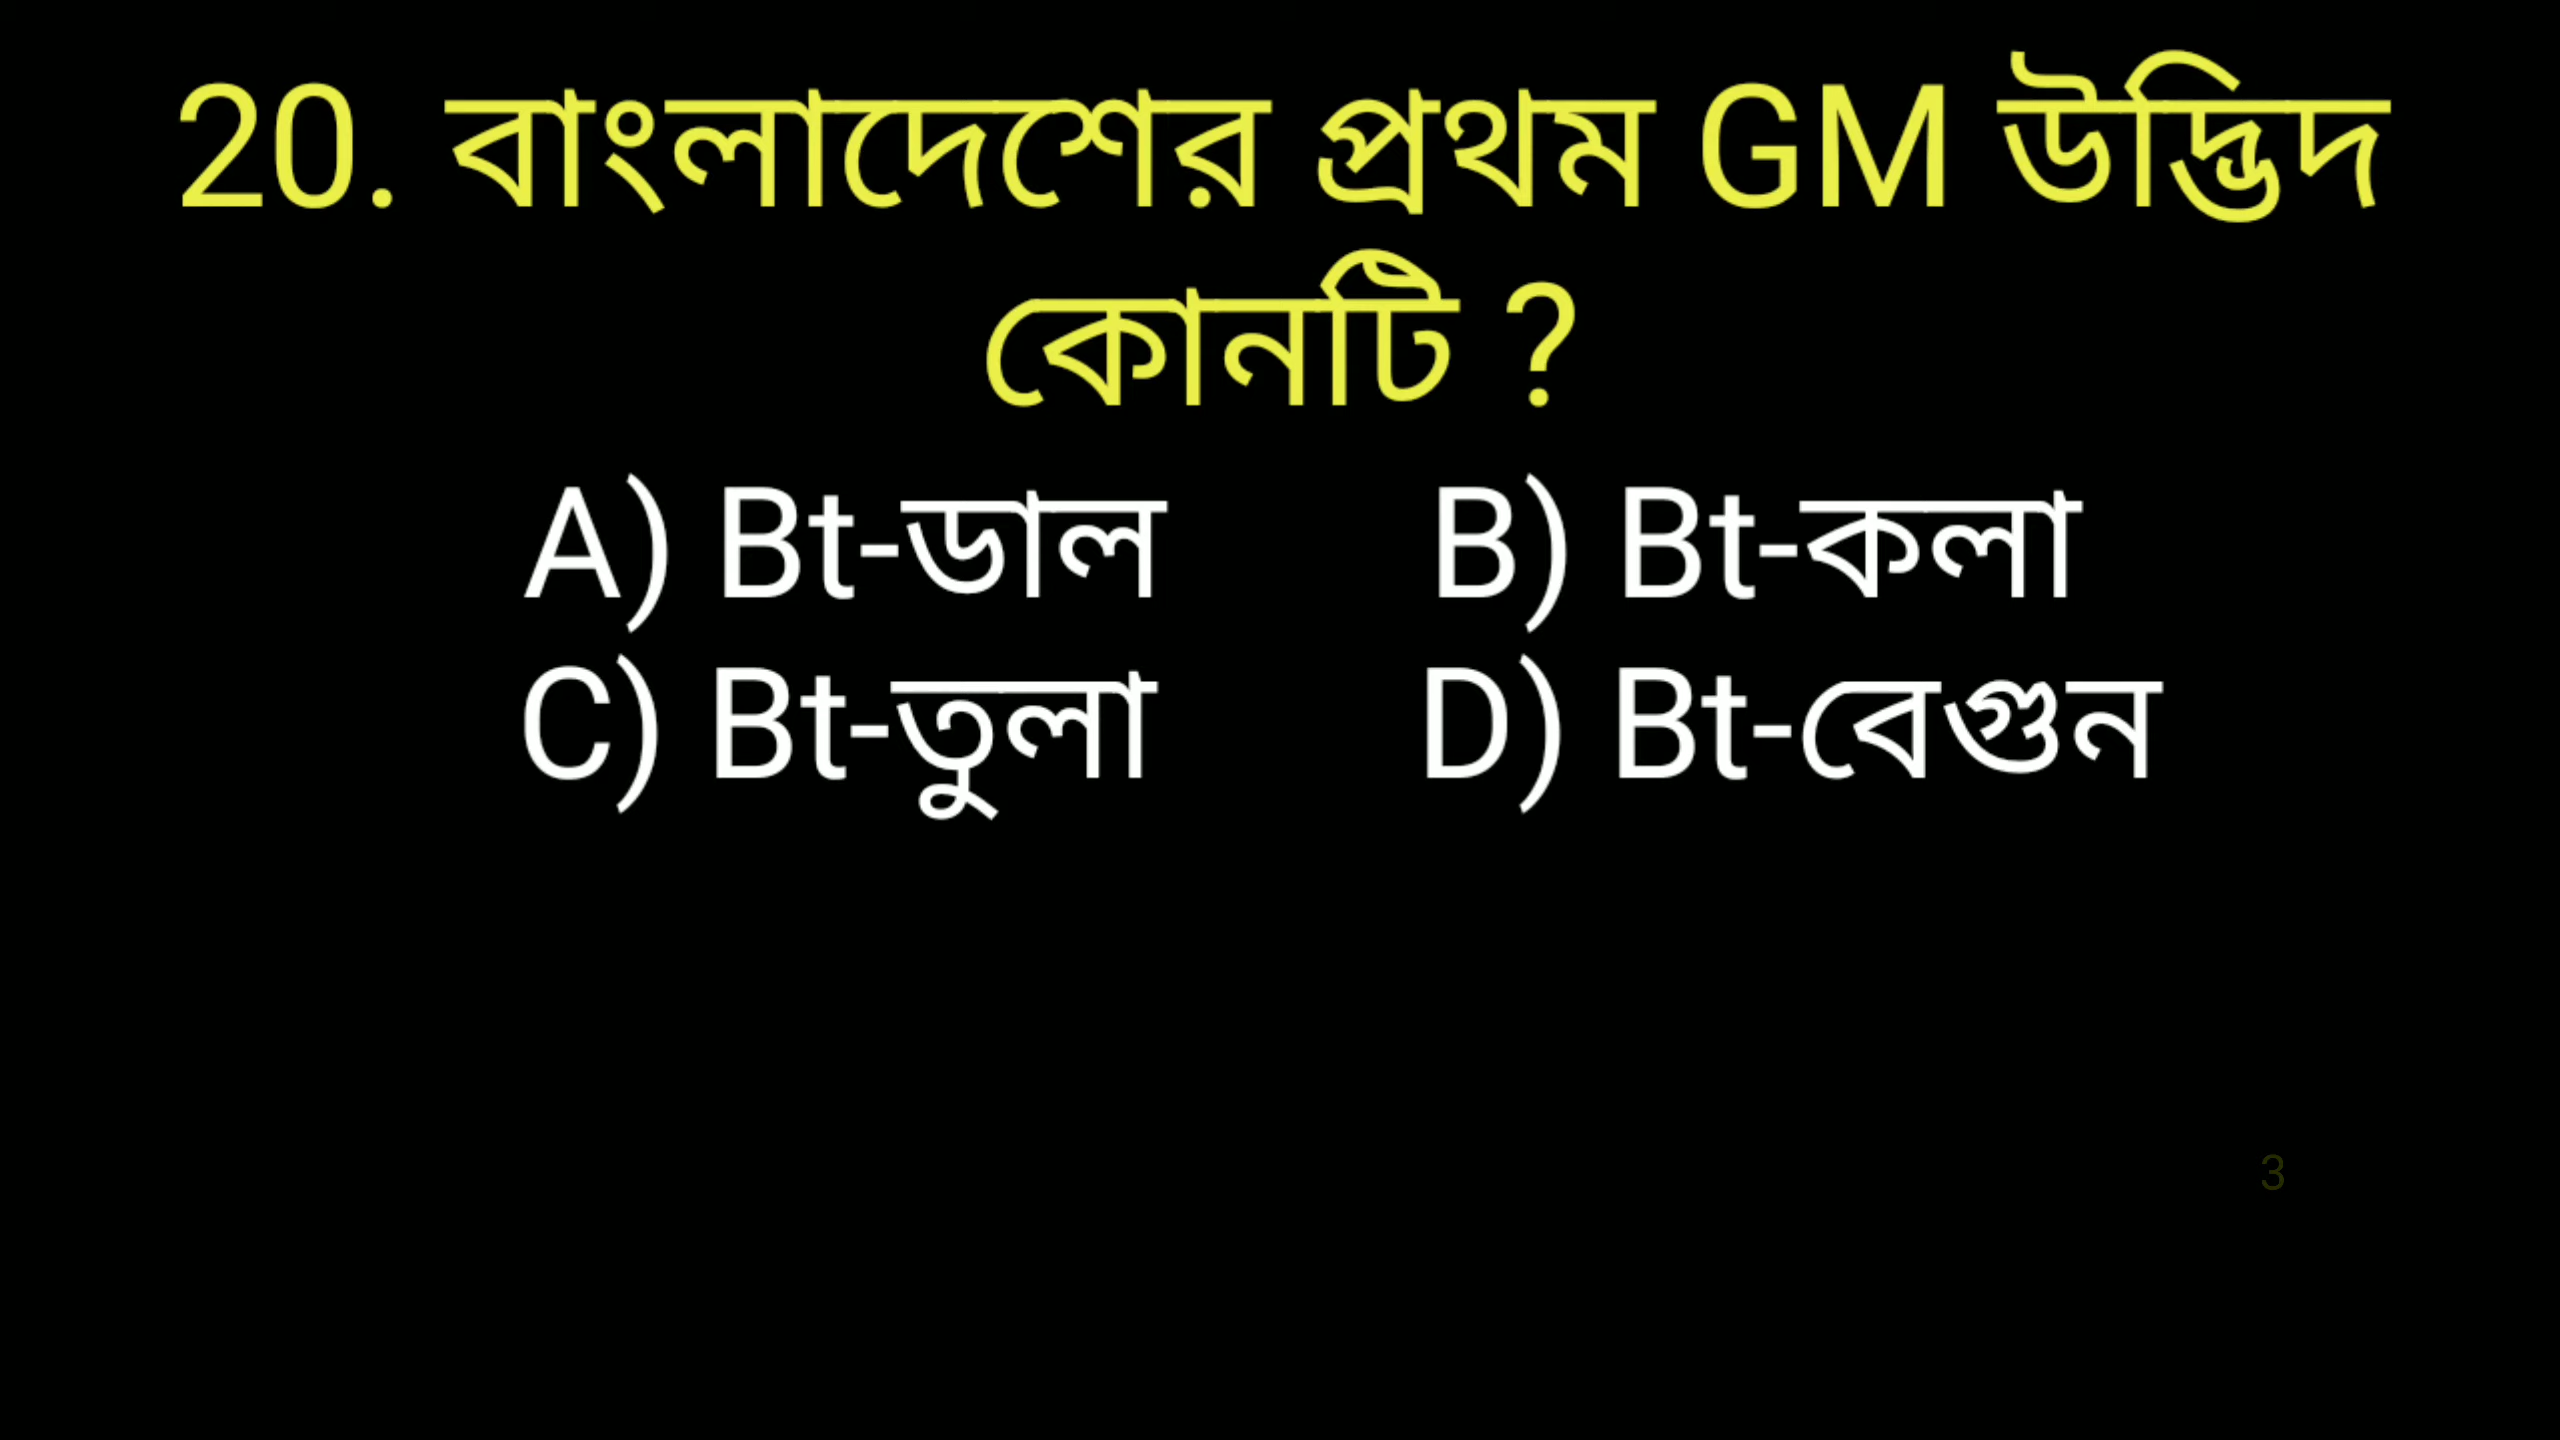 20. বাংলাদেশের প্রথম GM উদ্ভিদ
কোনটি ?
A) Bt-ডাল B) Bt-কলা
C) Bt-তুলা D) Bt-বেগুন
3